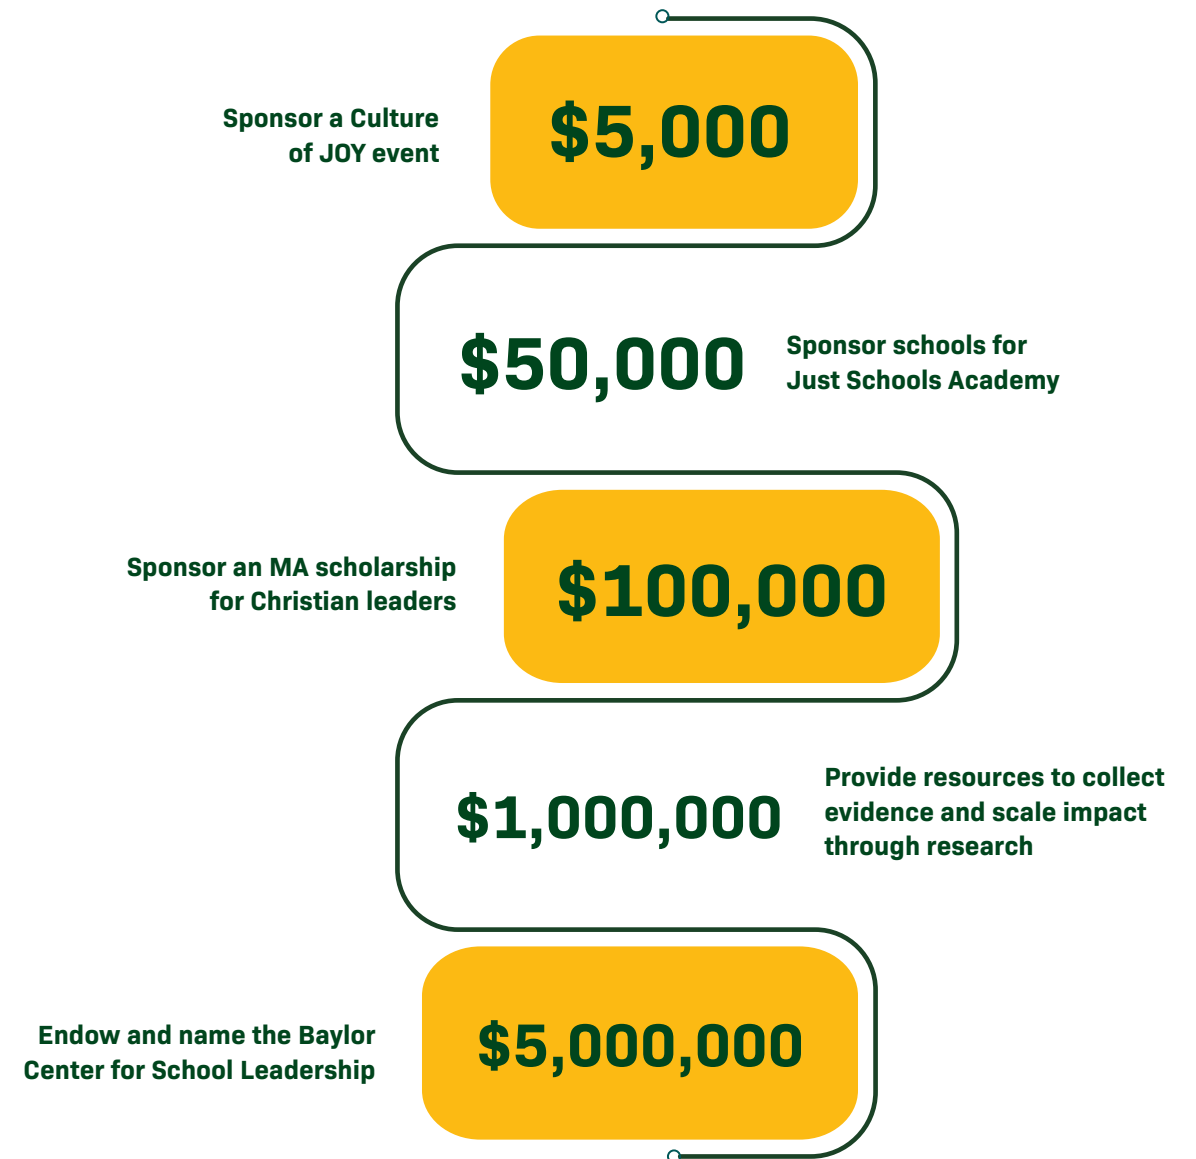 Sponsor a Culture
of JOY event
$5,000
$50,000
Sponsor schools for
Just Schools Academy
Sponsor an MA scholarship
for Christian leaders
$100,000
$1,000,000
Provide resources to collect
evidence and scale impact
through research
Endow and name the Baylor
Center for School Leadership
$5,000,000